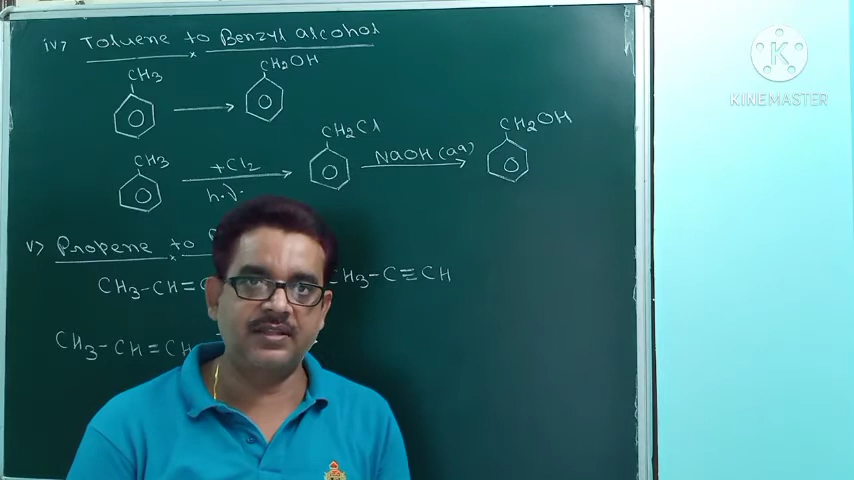 iv> Toluene to Benzyl alcohol
CH3 CH2OH
CH3 +Cl2 h.ν. CH2Cl NaOH(aq) CH2OH
v> Propene to
CH3-CH= CH3-C≡CH
CH3-CH=CH
K
KINEMASTER